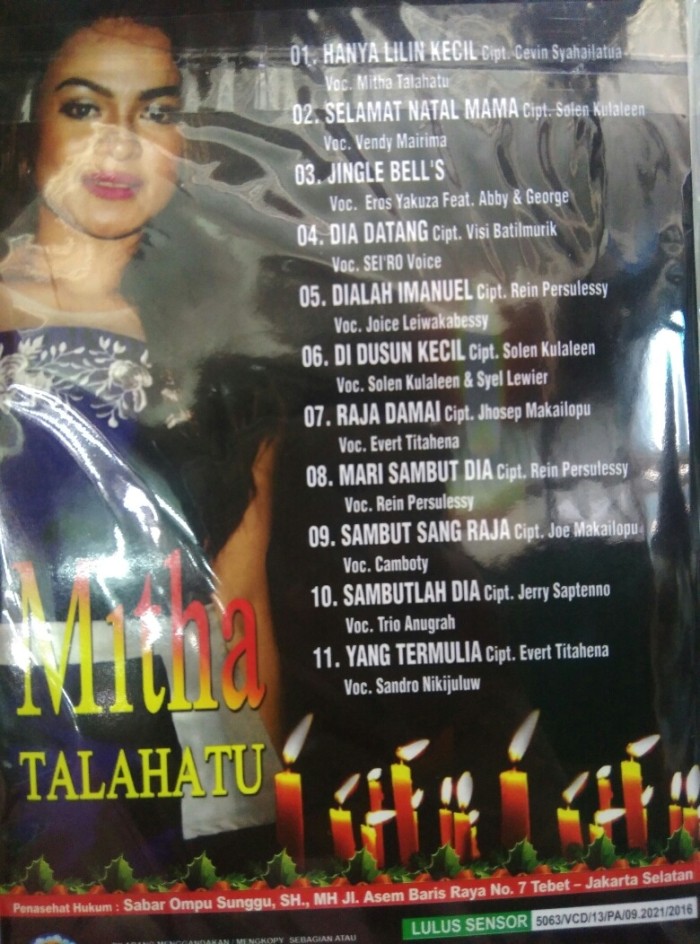 01. HANYA LILIN KECIL Cipt. Cevin Syahailatua
Voc. Mitha Talahatu
02. SELAMAT NATAL MAMA Cipt. Solen Kulaleen
Voc. Vendy Mairima
03. JINGLE BELL'S
Voc. Eros Yakuza Feat. Abby & George
04. DIA DATANG Cipt. Visi Batilmurik
Voc. SEI'RO Voice
05. DIALAH IMANUEL Cipt. Rein Persulessy
Voc. Joice Leiwakabessy
06. DI DUSUN KECIL Cipt. Solen Kulaleen
Voc. Solen Kulaleen & Syel Lewier
07. RAJA DAMAI Cipt. Jhosep Makailopu
Voc. Evert Titahena
08. MARI SAMBUT DIA Cipt. Rein Persulessy
Voc. Rein Persulessy
09. SAMBUT SANG RAJA Cipt. Joe Makailopu
Voc. Camboty
10. SAMBUTLAH DIA Cipt. Jerry Saptenno
Voc. Trio Anugrah
11. YANG TERMULIA Cipt. Evert Titahena
Voc. Sandro Nikijuluw
Mitha
TALAHATU
Penasehat Hukum : Sabar Ompu Sunggu, SH., MH Jl. Asem Baris Raya No. 7 Tebet – Jakarta Selatan
LULUS SENSOR 5063/VCD/13/PA/09.2021/2016
DILARANG MENGGANDAKAN / MENGKOPY SEBAGIAN ATAU